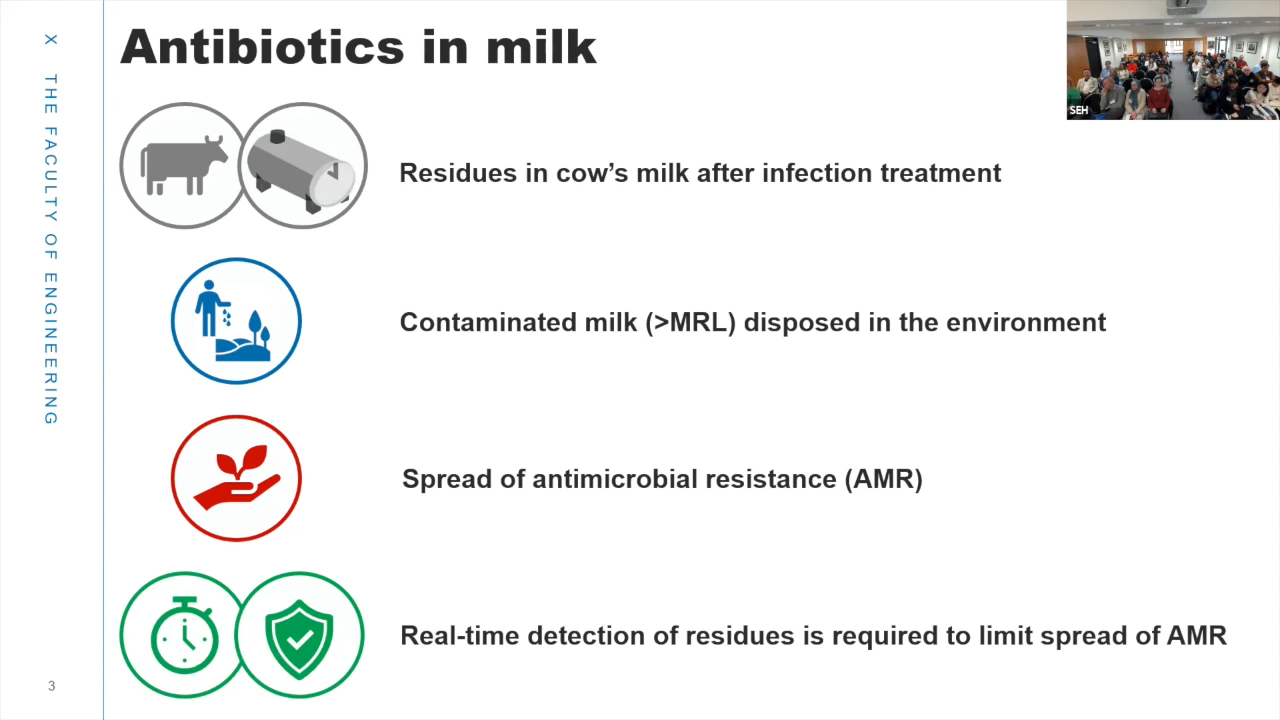 Antibiotics in milk
X THE FACULTY OF ENGINEERING
SEH
Residues in cow’s milk after infection treatment
Contaminated milk (>MRL) disposed in the environment
Spread of antimicrobial resistance (AMR)
Real-time detection of residues is required to limit spread of AMR
3